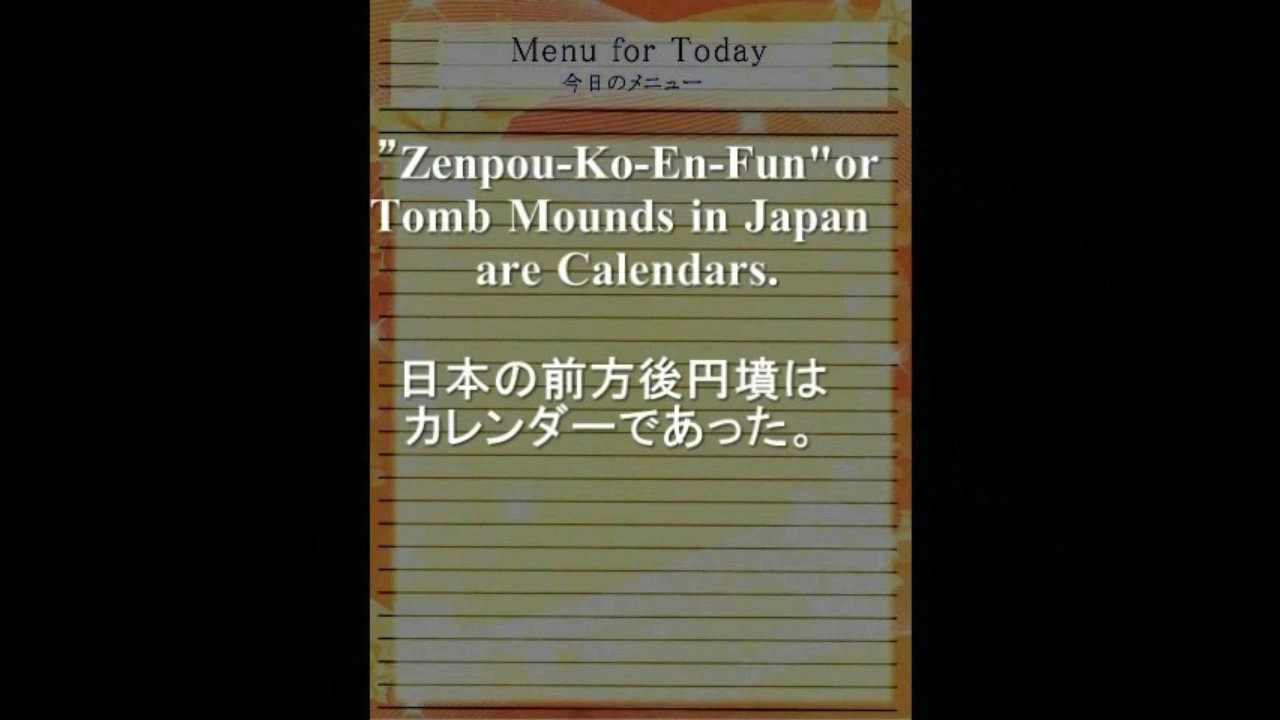 Menu for Today
今日のメニュー
”Zenpou-Ko-En-Fun"or
Tomb Mounds in Japan
are Calendars.
日本の前方後円墳は
カレンダーであった。